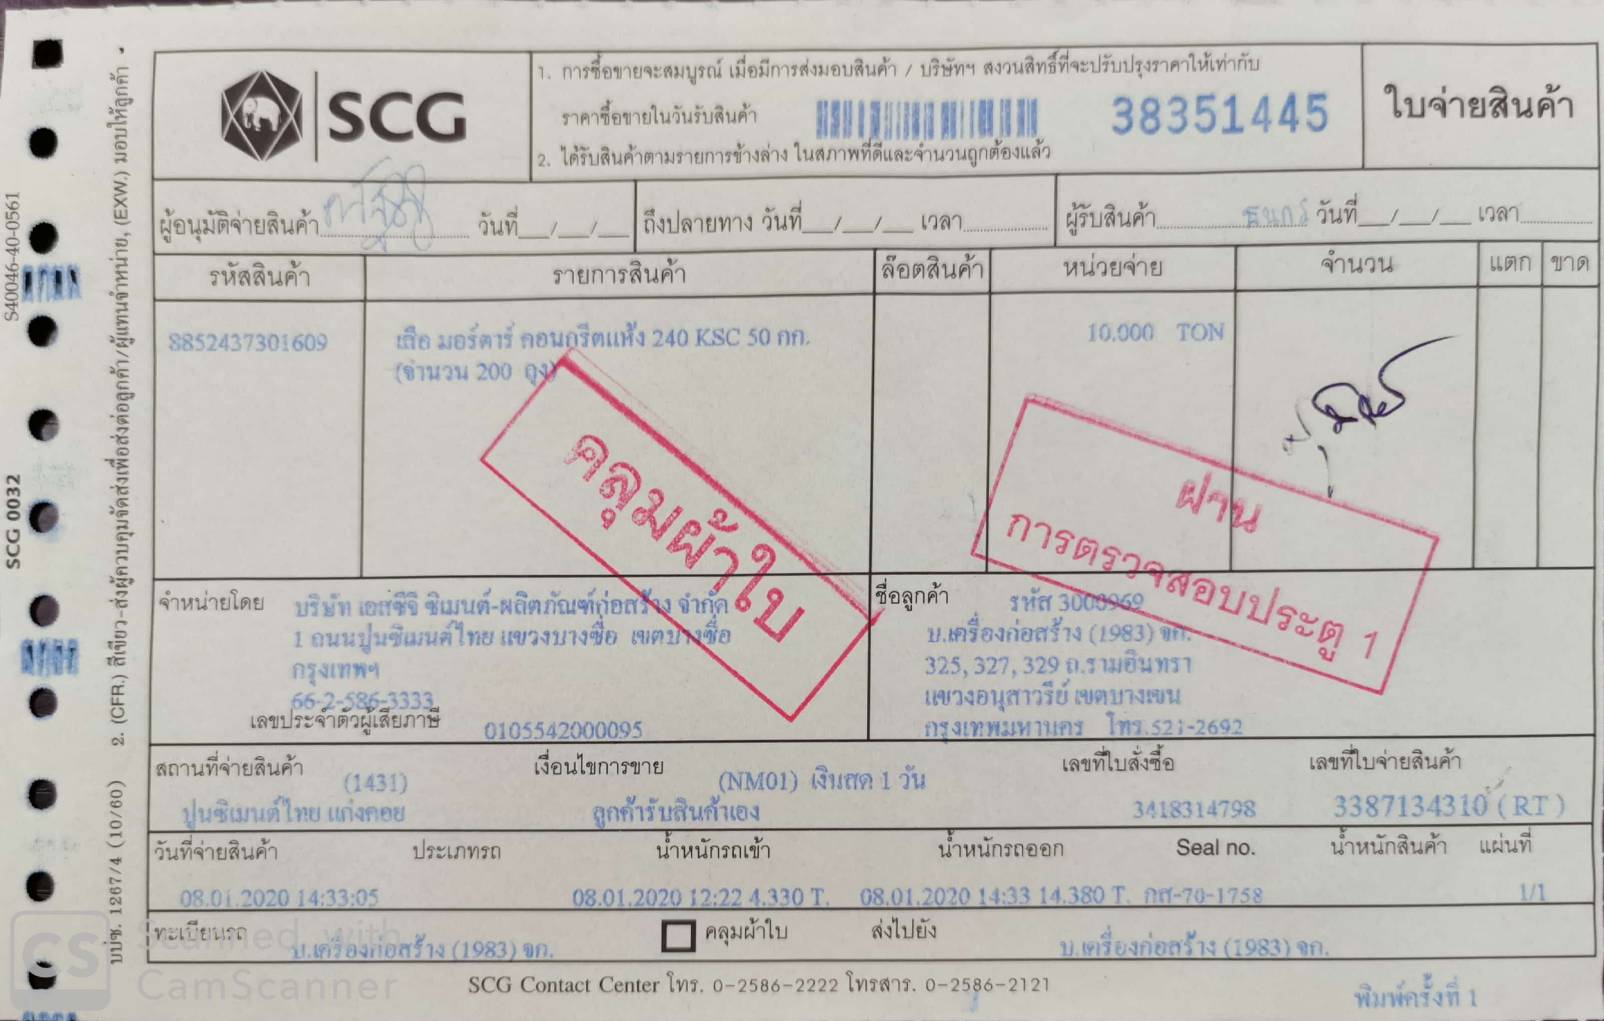 SCG
1. การซื้อขายจะสมบูรณ์ เมื่อมีการส่งมอบสินค้า / บริษัทฯ สงวนสิทธิ์ที่จะปรับปรุงราคาให้เท่ากับ
ราคาซื้อขายในวันรับสินค้า
38351445
2. ได้รับสินค้าตามรายการข้างล่าง ในสภาพที่ดีและจำนวนถูกต้องแล้ว
ใบจ่ายสินค้า
ผู้อนุมัติจ่ายสินค้า วันที่__/__/__ ถึงปลายทาง วันที่__/__/__ เวลา ผู้รับสินค้า ธนกร วันที่__/__/__ เวลา
รหัสสินค้า รายการสินค้า ล๊อตสินค้า หน่วยจ่าย จำนวน แตก ขาด
8852437301609 เสือ มอร์ตาร์ คอนกรีตแห้ง 240 KSC 50 กก. 10.000 TON
(จำนวน 200 ถุง)
คลุมผ้าใบ
ผ่าน
การตรวจสอบประตู 1
จำหน่ายโดย บริษัท เอสซีจี ซิเมนต์-ผลิตภัณฑ์ก่อสร้าง จำกัด
1 ถนนปูนซิเมนต์ไทย แขวงบางซื่อ เขตบางซื่อ
กรุงเทพฯ
66-2-586-3333
เลขประจำตัวผู้เสียภาษี 0105542000095
ชื่อลูกค้า รหัส 3000969
บ.เครื่องก่อสร้าง (1983) จก.
325, 327, 329 ถ.รามอินทรา
แขวงอนุสาวรีย์ เขตบางเขน
กรุงเทพมหานคร โทร.521-2692
สถานที่จ่ายสินค้า (1431) เงื่อนไขการขาย (NM01) เงินสด 1 วัน เลขที่ใบสั่งซื้อ เลขที่ใบจ่ายสินค้า
ปูนซิเมนต์ไทย แก่งคอย ลูกค้ารับสินค้าเอง 3418314798 3387134310 (RT)
วันที่จ่ายสินค้า ประเภทรถ น้ำหนักรถเข้า น้ำหนักรถออก Seal no. น้ำหนักสินค้า แผ่นที่
08.01.2020 14:33:05 08.01.2020 12:22 4.330 T. 08.01.2020 14:33 14.380 T. กส-70-1758 1/1
ทะเบียนรถ บ.เครื่องก่อสร้าง (1983) จก. คลุมผ้าใบ ส่งไปยัง บ.เครื่องก่อสร้าง (1983) จก.
SCG Contact Center โทร. 0-2586-2222 โทรสาร. 0-2586-2121
พิมพ์ครั้งที่ 1
S40046-40-0561
SCG 0032
บปซ. 1267/4 (10/60) 2. (CFR.) สีเขียว-ส่งผู้ควบคุมจัดส่งเพื่อส่งต่อลูกค้า/ผู้แทนจำหน่าย, (EXW.) มอบให้ลูกค้า
CS
Scanned with
CamScanner